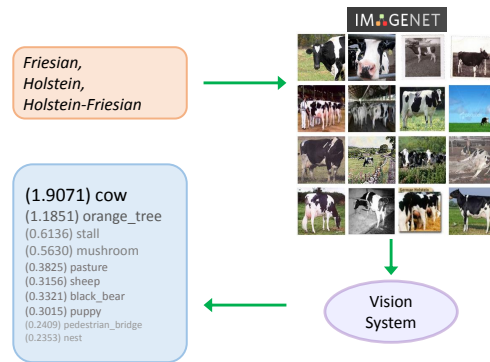 IMAGENET
Friesian,
Holstein,
Holstein-Friesian
(1.9071) cow
(1.1851) orange_tree
(0.6136) stall
(0.5630) mushroom
(0.3825) pasture
(0.3156) sheep
(0.3321) black_bear
(0.3015) puppy
(0.2409) pedestrian_bridge
(0.2353) nest
Vision
System